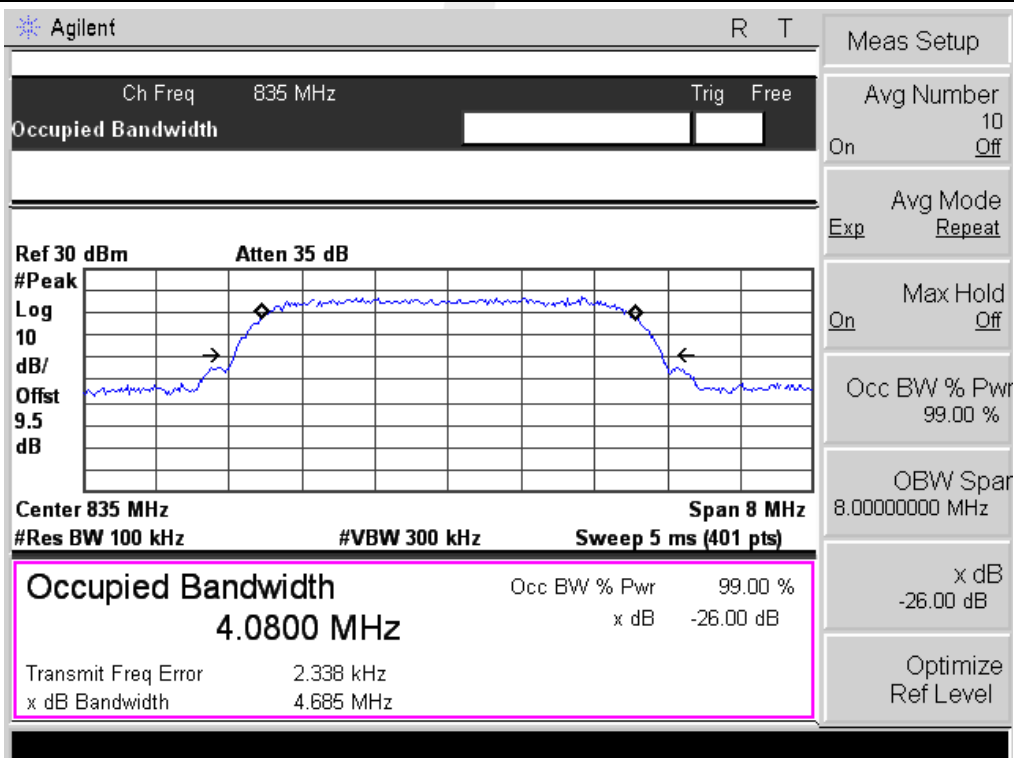 Agilent R T
Ch Freq 835 MHz Trig Free
Occupied Bandwidth
Ref 30 dBm Atten 35 dB
#Peak
Log
10
dB/
Offst
9.5
dB
Center 835 MHz Span 8 MHz
#Res BW 100 kHz #VBW 300 kHz Sweep 5 ms (401 pts)
Occupied Bandwidth
4.0800 MHz
Occ BW % Pwr 99.00 %
x dB -26.00 dB
Transmit Freq Error 2.338 kHz
x dB Bandwidth 4.685 MHz
Meas Setup
Avg Number
10
On Off
Avg Mode
Exp Repeat
Max Hold
On Off
Occ BW % Pwr
99.00 %
OBW Span
8.00000000 MHz
x dB
-26.00 dB
Optimize
Ref Level